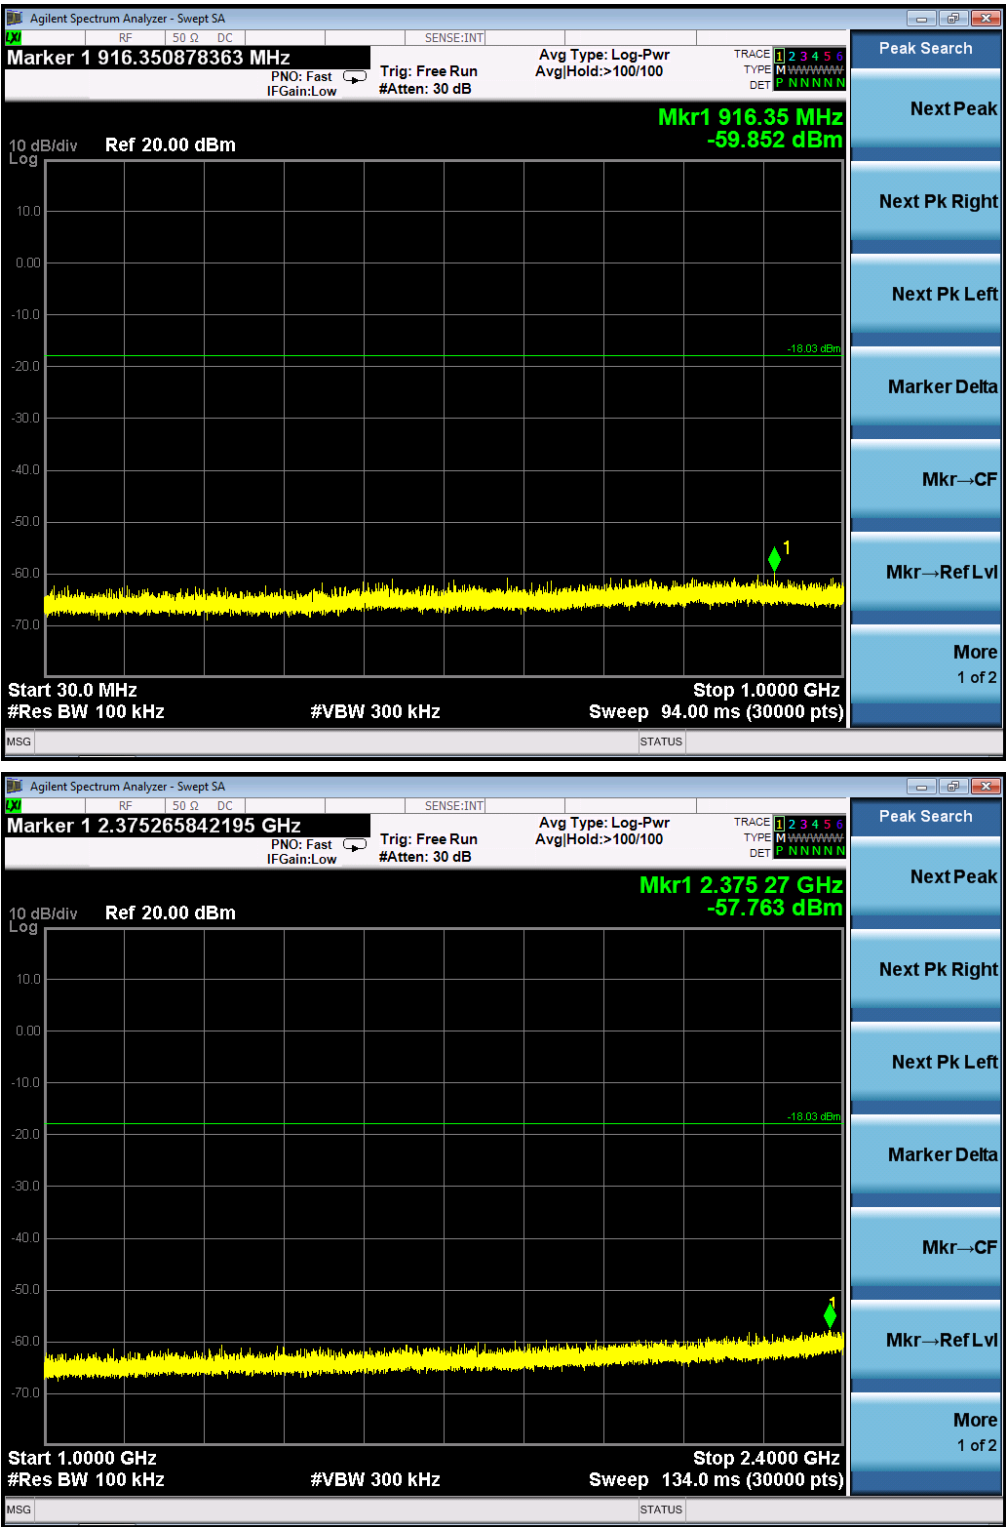 Agilent Spectrum Analyzer - Swept SA
LXI RF 50 Ω DC SENSE:INT
Marker 1 916.350878363 MHz
PNO: Fast
IFGain:Low
Trig: Free Run
#Atten: 30 dB
Avg Type: Log-Pwr
Avg|Hold:>100/100
TRACE 1 2 3 4 5 6
TYPE M WWWWW
DET P N N N N N
Mkr1 916.35 MHz
-59.852 dBm
10 dB/div Ref 20.00 dBm
Log
10.0
0.00
-10.0
-18.03 dBm
-20.0
-30.0
-40.0
-50.0
1
-60.0
-70.0
Start 30.0 MHz Stop 1.0000 GHz
#Res BW 100 kHz #VBW 300 kHz Sweep 94.00 ms (30000 pts)
MSG STATUS
Peak Search
Next Peak
Next Pk Right
Next Pk Left
Marker Delta
Mkr→CF
Mkr→Ref Lvl
More
1 of 2
Agilent Spectrum Analyzer - Swept SA
LXI RF 50 Ω DC SENSE:INT
Marker 1 2.375265842195 GHz
PNO: Fast
IFGain:Low
Trig: Free Run
#Atten: 30 dB
Avg Type: Log-Pwr
Avg|Hold:>100/100
TRACE 1 2 3 4 5 6
TYPE M WWWWW
DET P N N N N N
Mkr1 2.375 27 GHz
-57.763 dBm
10 dB/div Ref 20.00 dBm
Log
10.0
0.00
-10.0
-18.03 dBm
-20.0
-30.0
-40.0
-50.0
1
-60.0
-70.0
Start 1.0000 GHz Stop 2.4000 GHz
#Res BW 100 kHz #VBW 300 kHz Sweep 134.0 ms (30000 pts)
MSG STATUS
Peak Search
Next Peak
Next Pk Right
Next Pk Left
Marker Delta
Mkr→CF
Mkr→Ref Lvl
More
1 of 2